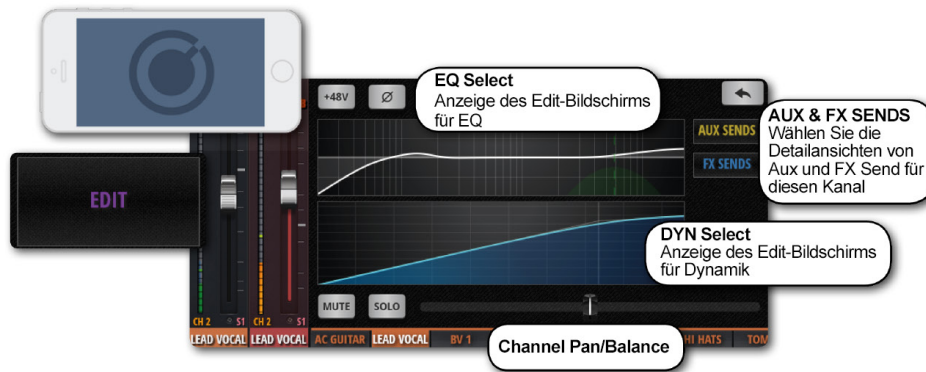 +48V
Ø
EQ Select
Anzeige des Edit-Bildschirms
für EQ
AUX SENDS
FX SENDS
AUX & FX SENDS
Wählen Sie die
Detailansichten von
Aux und FX Send für
diesen Kanal
EDIT
DYN Select
Anzeige des Edit-Bildschirms
für Dynamik
MUTE
SOLO
CH 2
S1
CH 2
S1
LEAD VOCAL
LEAD VOCAL
AC GUITAR
LEAD VOCAL
BV 1
HI HATS
TOM
Channel Pan/Balance